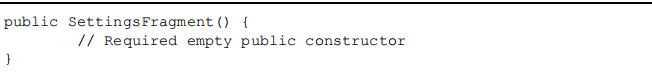 public SettingsFragment() {
        // Required empty public constructor
}